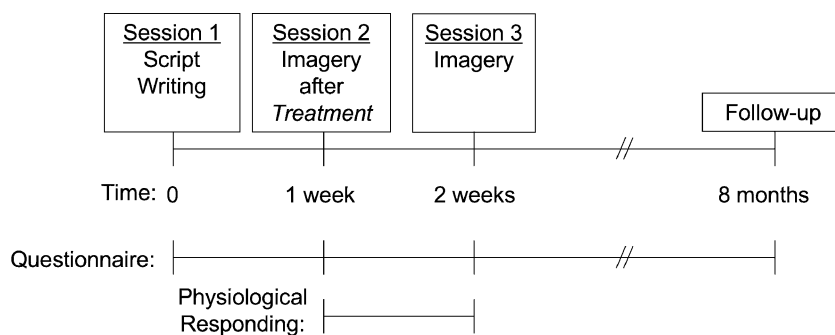 Session 1
Script
Writing
Session 2
Imagery
after
Treatment
Session 3
Imagery
Follow-up
Time: 0 1 week 2 weeks 8 months
Questionnaire:
Physiological
Responding: